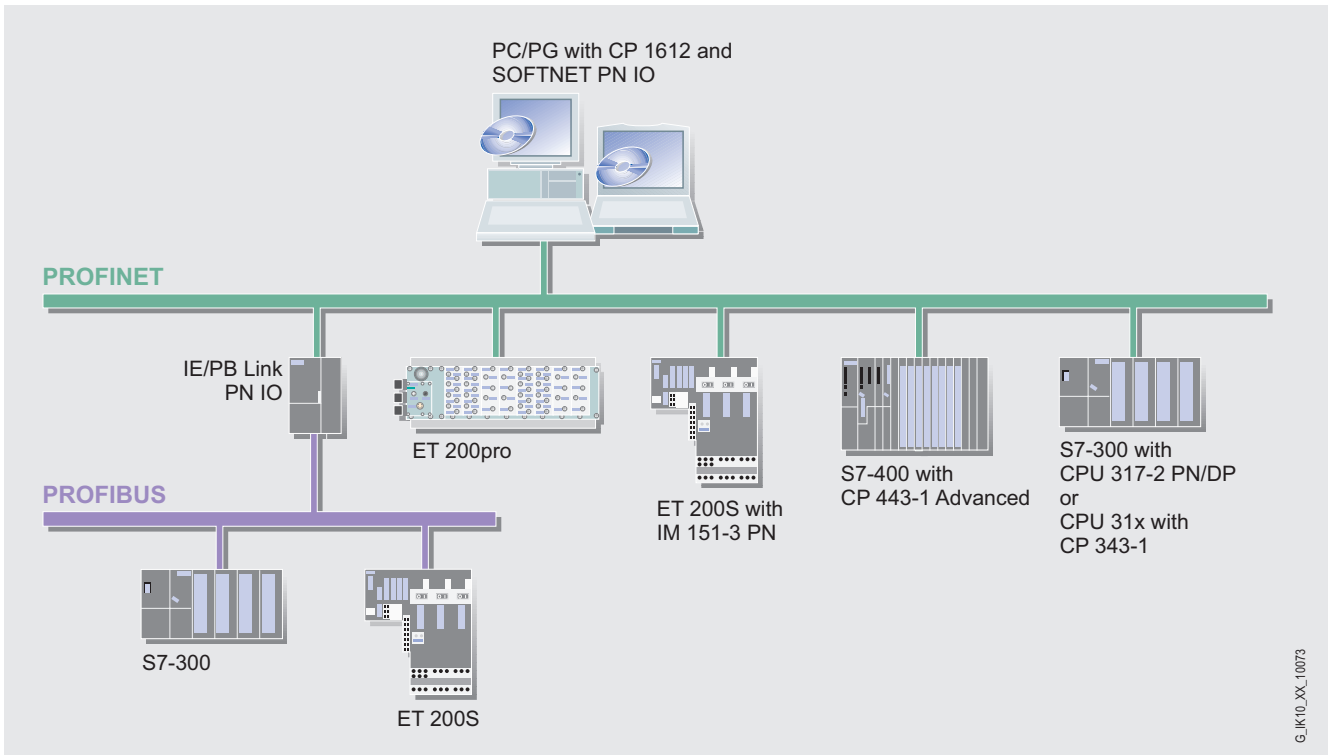 PC/PG with CP 1612 and
SOFTNET PN IO
PROFINET
IE/PB Link
PN IO
ET 200pro
ET 200S with
IM 151-3 PN
S7-400 with
CP 443-1 Advanced
S7-300 with
CPU 317-2 PN/DP
or
CPU 31x with
CP 343-1
PROFIBUS
S7-300
ET 200S
G_IK10_XX_10073